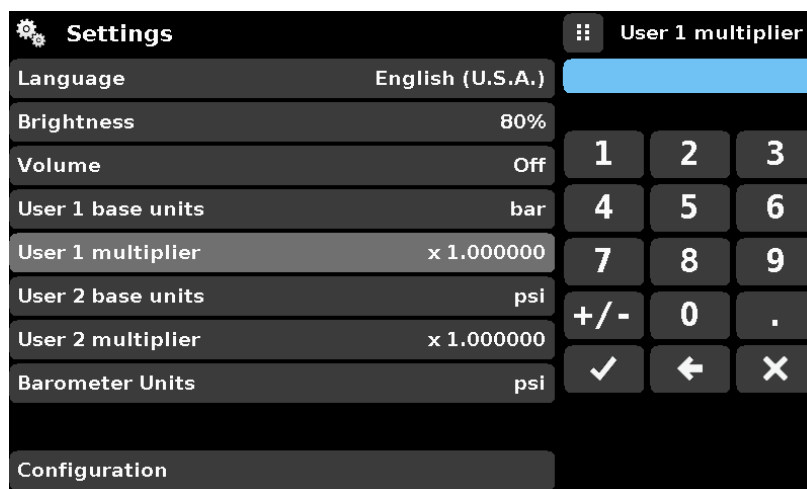 Settings
Language English (U.S.A.)
Brightness 80%
Volume Off
User 1 base units bar
User 1 multiplier x 1.000000
User 2 base units psi
User 2 multiplier x 1.000000
Barometer Units psi
Configuration
User 1 multiplier
1 2 3
4 5 6
7 8 9
+/- 0 .